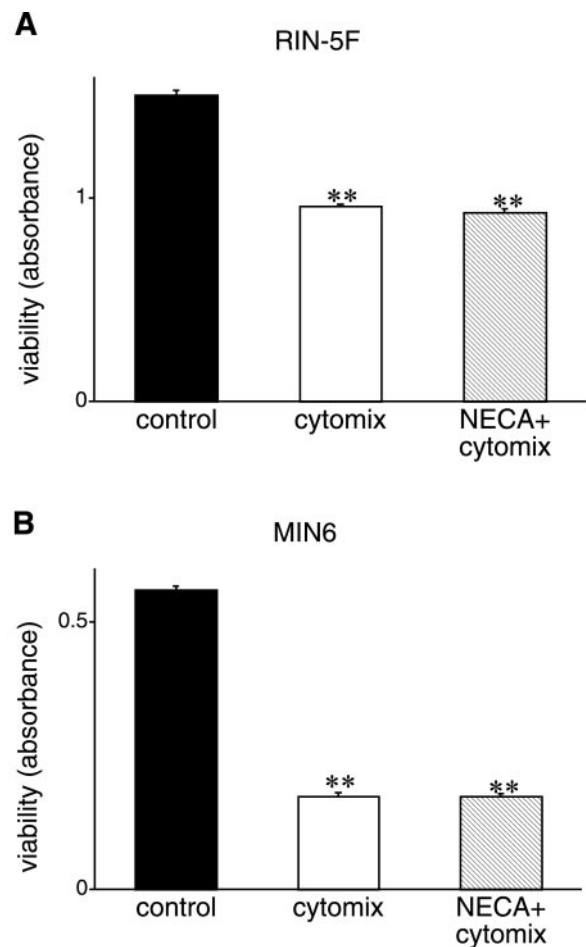 A
RIN-5F
viability (absorbance)
1
0
**
**
control
cytomix
NECA+
cytomix
B
MIN6
viability (absorbance)
0.5
0
**
**
control
cytomix
NECA+
cytomix